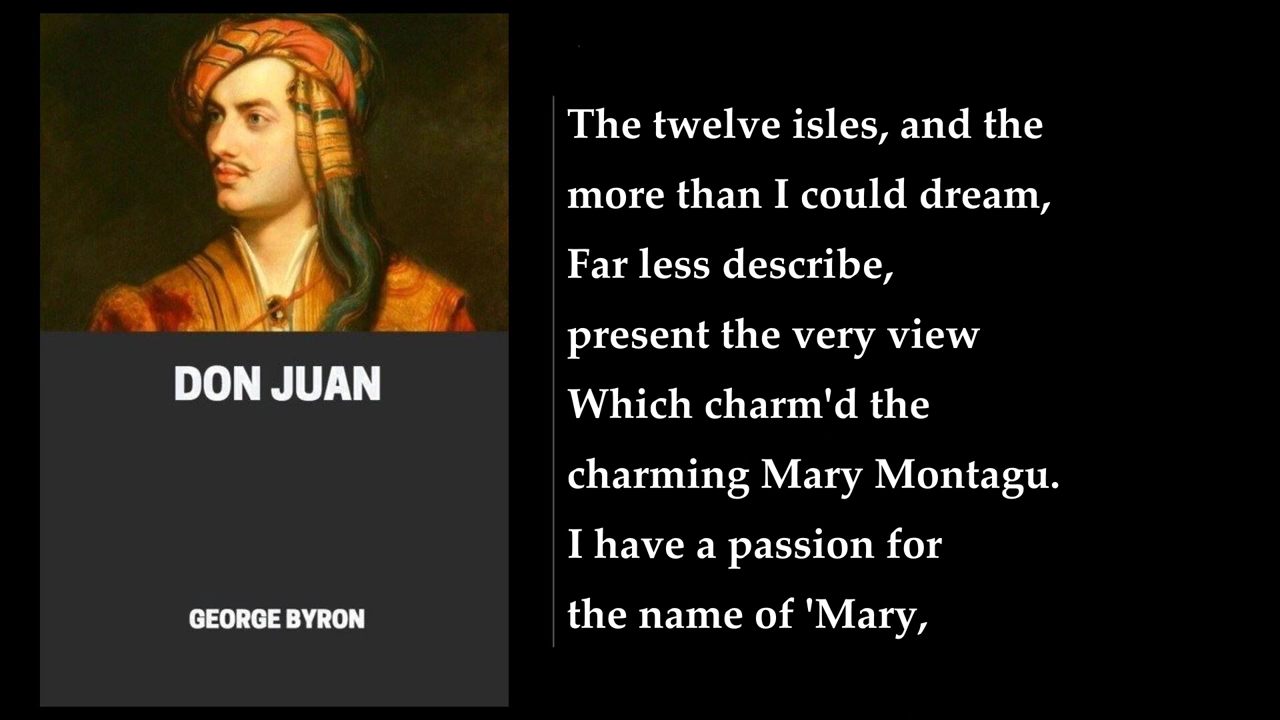 DON JUAN
GEORGE BYRON
The twelve isles, and the
more than I could dream,
Far less describe,
present the very view
Which charm'd the
charming Mary Montagu.
I have a passion for
the name of 'Mary,